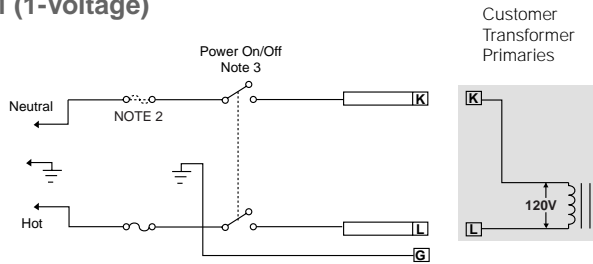 (1-Voltage)
Customer
Transformer
Primaries
Power On/Off
Note 3
Neutral
NOTE 2
K
K
120V
Hot
L
L
G